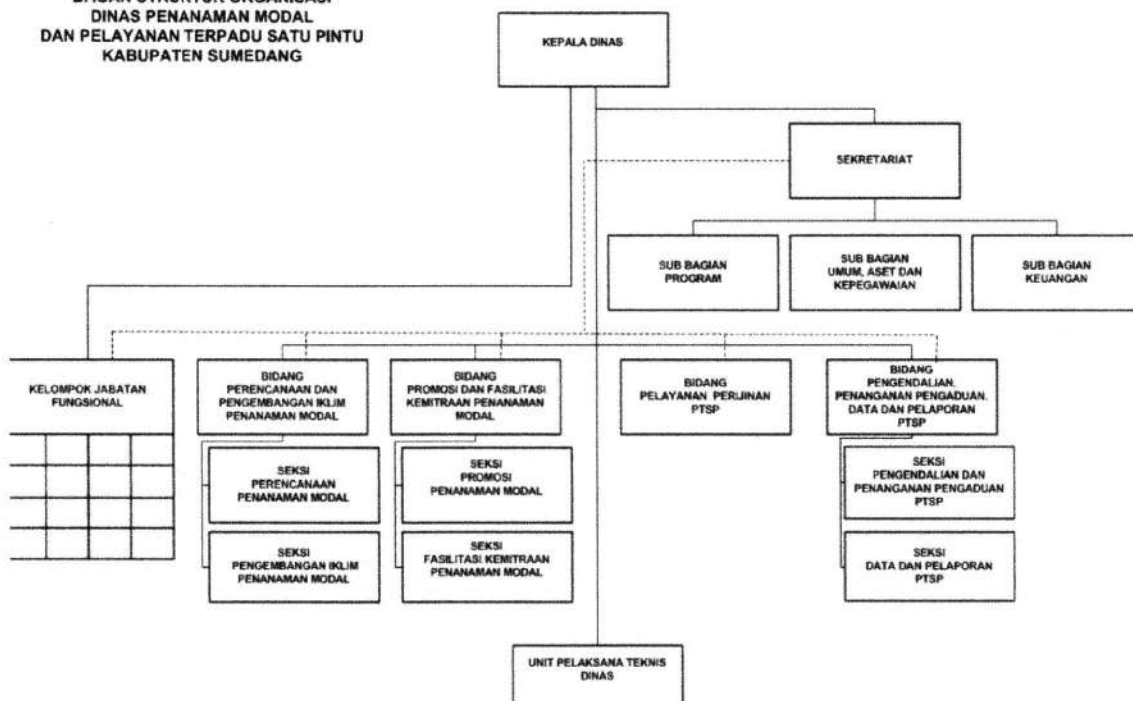 BAGAN STRUKTUR ORGANISASI
DINAS PENANAMAN MODAL
DAN PELAYANAN TERPADU SATU PINTU
KABUPATEN SUMEDANG
KEPALA DINAS
SEKRETARIAT
SUB BAGIAN
PROGRAM
SUB BAGIAN
UMUM, ASET DAN
KEPEGAWAIAN
SUB BAGIAN
KEUANGAN
KELOMPOK JABATAN
FUNGSIONAL
BIDANG
PERENCANAAN DAN
PENGEMBANGAN IKLIM
PENANAMAN MODAL
BIDANG
PROMOSI DAN FASILITASI
KEMITRAAN PENANAMAN
MODAL
BIDANG
PELAYANAN PERIJINAN
PTSP
BIDANG
PENGENDALIAN,
PENANGANAN PENGADUAN,
DATA DAN PELAPORAN
PTSP
SEKSI
PERENCANAAN
PENANAMAN MODAL
SEKSI
PROMOSI
PENANAMAN MODAL
SEKSI
PENGENDALIAN DAN
PENANGANAN PENGADUAN
PTSP
SEKSI
PENGEMBANGAN IKLIM
PENANAMAN MODAL
SEKSI
FASILITASI KEMITRAAN
PENANAMAN MODAL
SEKSI
DATA DAN PELAPORAN
PTSP
UNIT PELAKSANA TEKNIS
DINAS